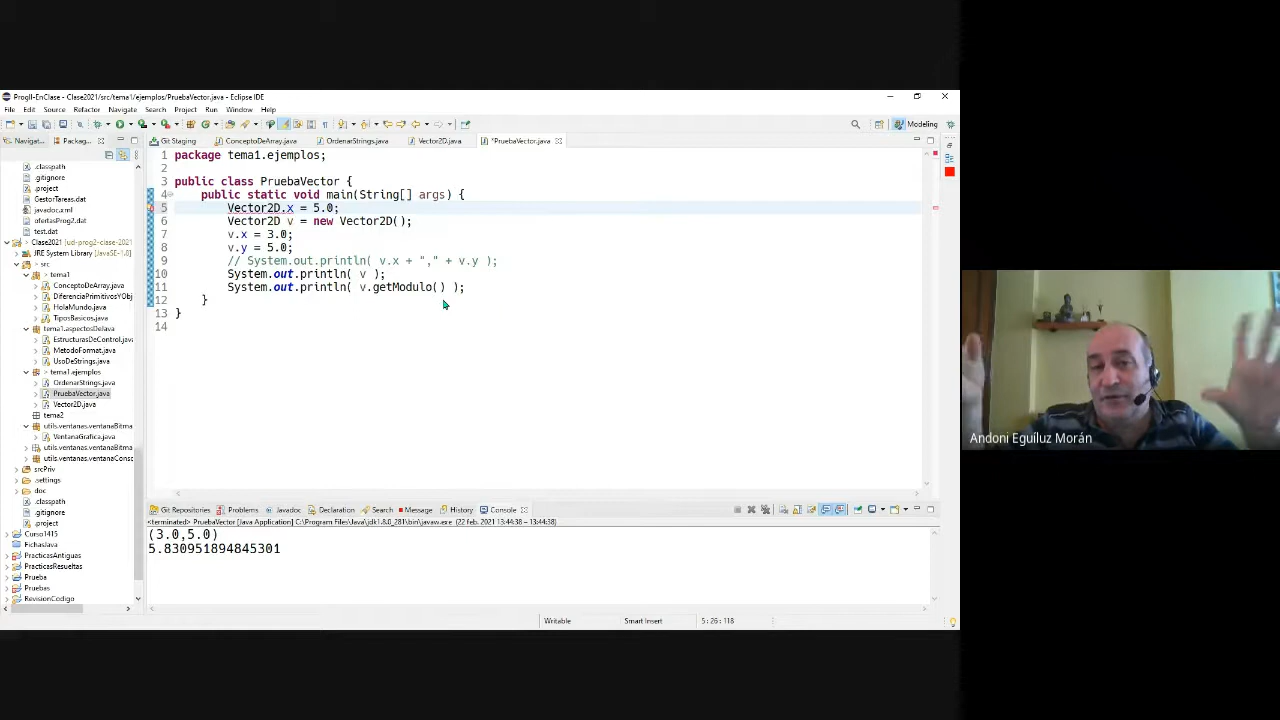 ProgII-EnClase - Clase2021/src/tema1/ejemplos/PruebaVector.java - Eclipse IDE
File Edit Source Refactor Navigate Search Project Run Window Help
Modeling
Navigat... Packag...
Git Staging ConceptoDeArray.java OrdenarStrings.java Vector2D.java *PruebaVector.java
.classpath
.gitignore
.project
GestorTareas.dat
javadoc.xml
ofertasProg2.dat
test.dat
Clase2021 [ud-prog2-clase-2021
JRE System Library [JavaSE-1.8]
src
tema1
ConceptoDeArray.java
DiferenciaPrimitivosYObj
HolaMundo.java
TiposBasicos.java
tema1.aspectosDeJava
EstructurasDeControl.java
MetodoFormat.java
UsoDeStrings.java
tema1.ejemplos
OrdenarStrings.java
PruebaVector.java
Vector2D.java
tema2
utils.ventanas.ventanaBitma
VentanaGrafica.java
utils.ventanas.ventanaBitma
utils.ventanas.ventanaConso
srcPriv
.settings
doc
.classpath
.gitignore
.project
Curso1415
FichasJava
PracticasAntiguas
PracticasResueltas
Prueba
Pruebas
RevisionCodigo
1 package tema1.ejemplos;
2
3 public class PruebaVector {
4 public static void main(String[] args) {
5 Vector2D.x = 5.0;
6 Vector2D v = new Vector2D();
7 v.x = 3.0;
8 v.y = 5.0;
9 // System.out.println( v.x + "," + v.y );
10 System.out.println( v );
11 System.out.println( v.getModulo() );
12 }
13 }
14
Git Repositories Problems Javadoc Declaration Search Message History Console
<terminated> PruebaVector [Java Application] C:\Program Files\Java\jdk1.8.0_281\bin\javaw.exe (22 feb. 2021 13:44:38 – 13:44:38)
(3.0,5.0)
5.830951894845301
Writable Smart Insert 5 : 26 : 118
Andoni Eguíluz Morán